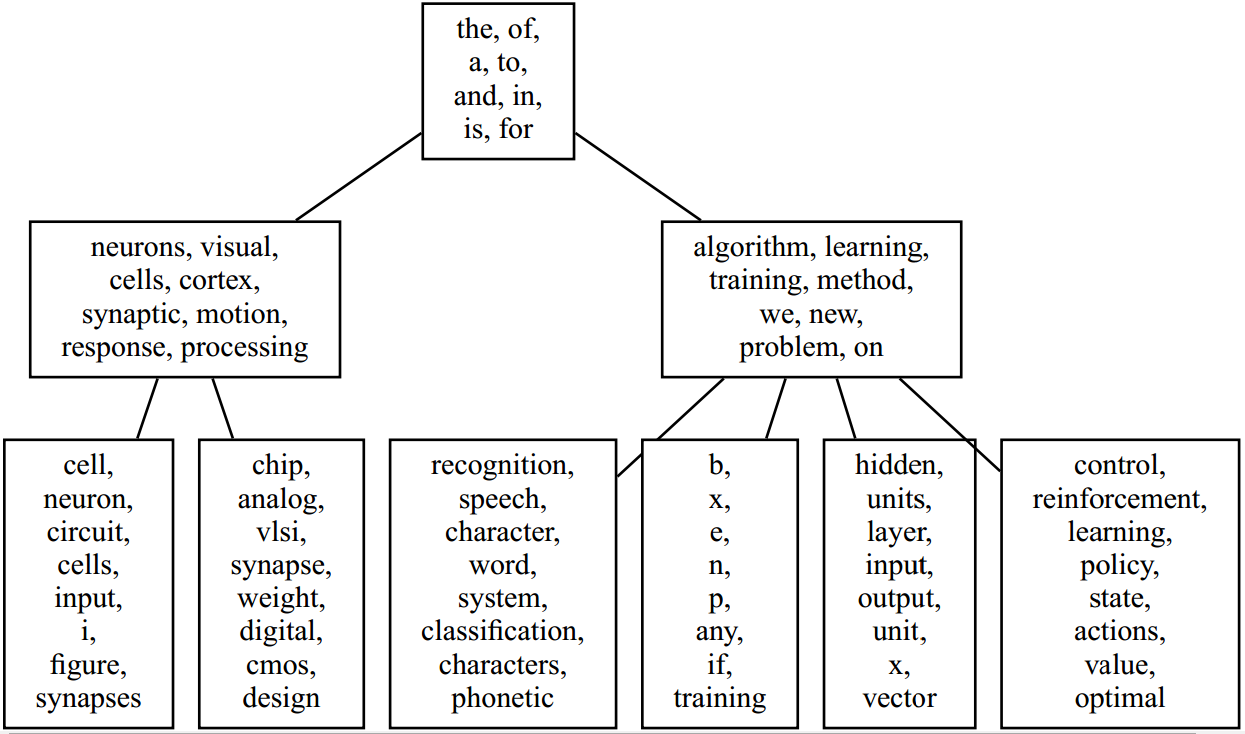 the, of,
a, to,
and, in,
is, for
neurons, visual,
cells, cortex,
synaptic, motion,
response, processing
algorithm, learning,
training, method,
we, new,
problem, on
cell,
neuron,
circuit,
cells,
input,
i,
figure,
synapses
chip,
analog,
vlsi,
synapse,
weight,
digital,
cmos,
design
recognition,
speech,
character,
word,
system,
classification,
characters,
phonetic
b,
x,
e,
n,
p,
any,
if,
training
hidden,
units,
layer,
input,
output,
unit,
x,
vector
control,
reinforcement,
learning,
policy,
state,
actions,
value,
optimal